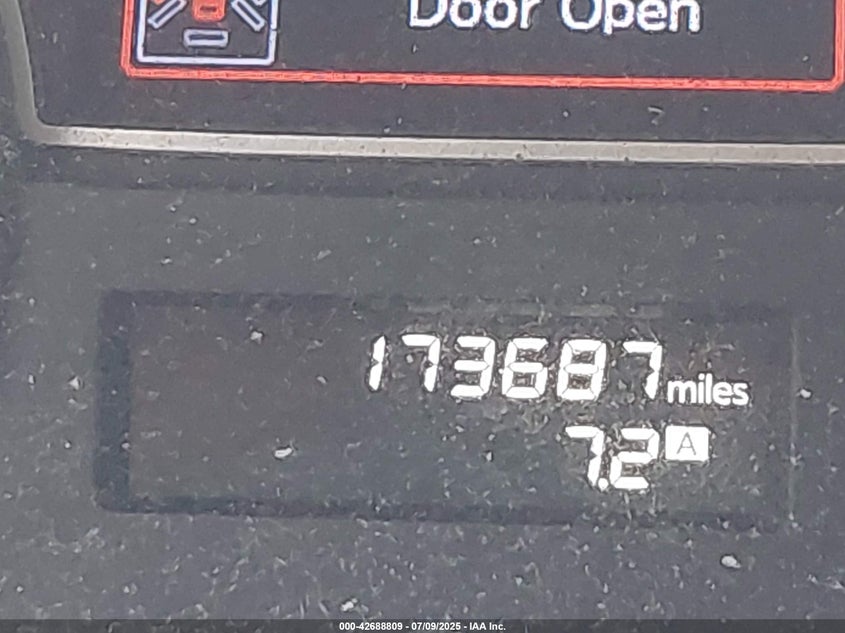 Door Open
173687 miles
7.2 A
000-42688809 - 07/09/2025 - IAA Inc.